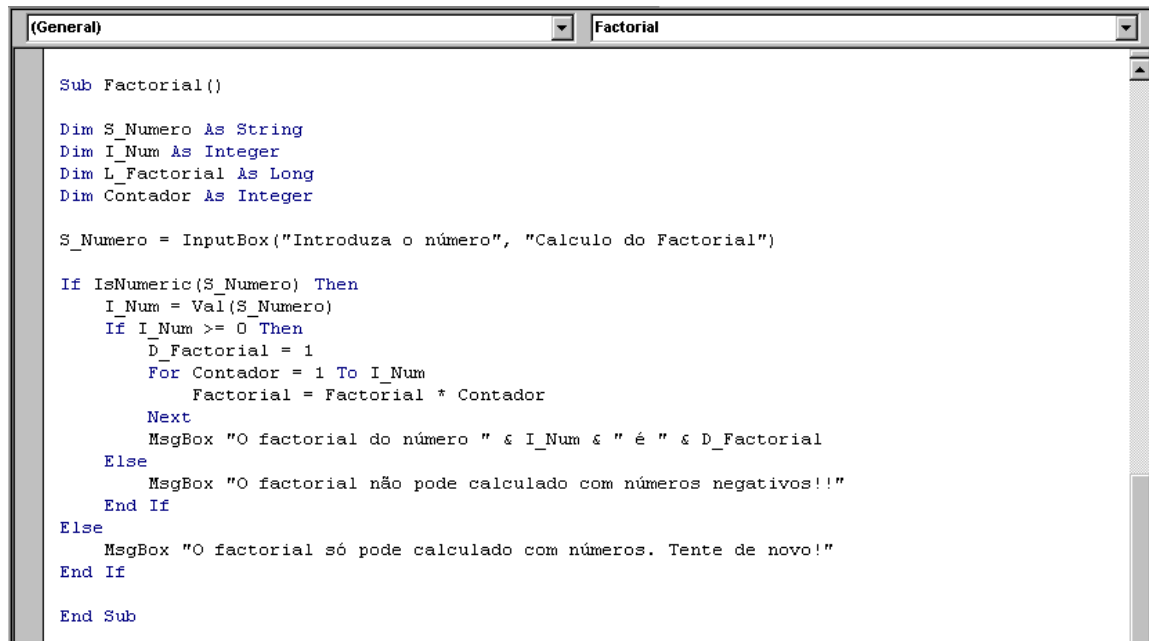 (General) Factorial
Sub Factorial()
Dim S_Numero As String
Dim I_Num As Integer
Dim L_Factorial As Long
Dim Contador As Integer
S_Numero = InputBox("Introduza o número", "Calculo do Factorial")
If IsNumeric(S_Numero) Then
I_Num = Val(S_Numero)
If I_Num >= 0 Then
D_Factorial = 1
For Contador = 1 To I_Num
Factorial = Factorial * Contador
Next
MsgBox "O factorial do número " & I_Num & " é " & D_Factorial
Else
MsgBox "O factorial não pode calculado com números negativos!!"
End If
Else
MsgBox "O factorial só pode calculado com números. Tente de novo!"
End If
End Sub